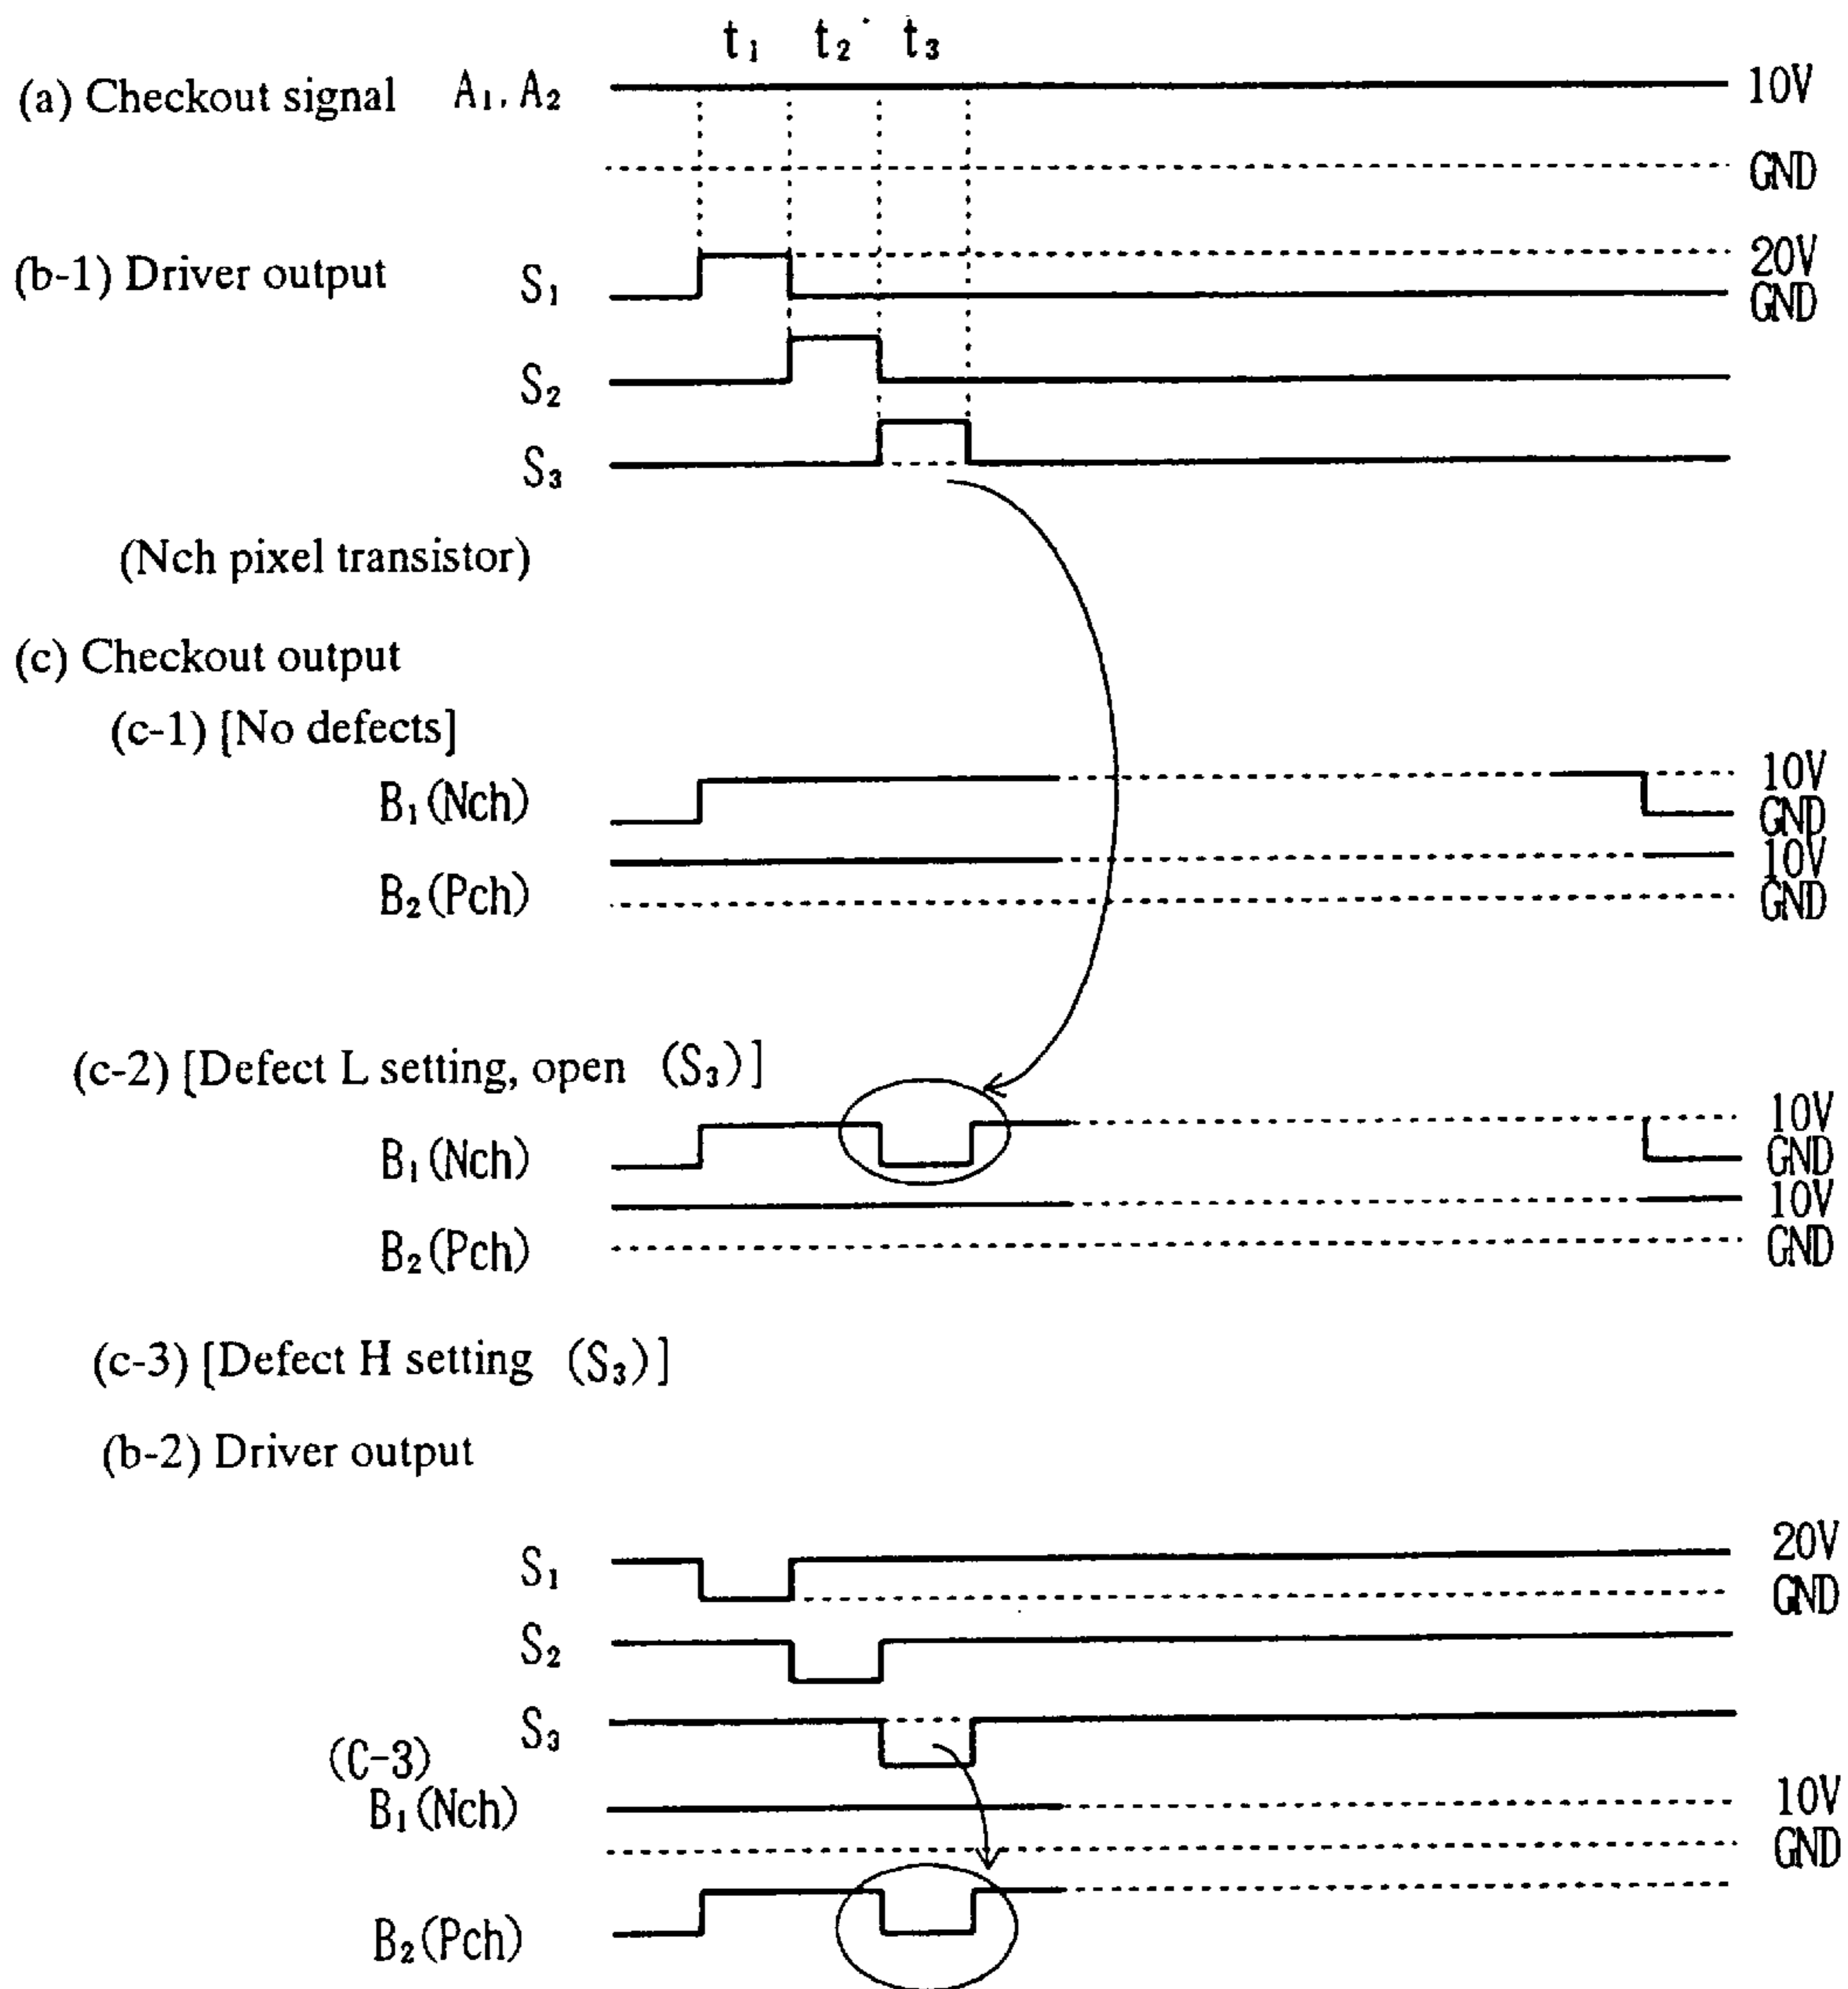 t₁ t₂ t₃
(a) Checkout signal A₁, A₂ 10V
GND
(b-1) Driver output S₁ 20V
GND
S₂
S₃
(Nch pixel transistor)
(c) Checkout output
(c-1) [No defects]
B₁(Nch) 10V
GND
10V
B₂(Pch) GND
(c-2) [Defect L setting, open (S₃)]
B₁(Nch) 10V
GND
10V
B₂(Pch) GND
(c-3) [Defect H setting (S₃)]
(b-2) Driver output
S₁ 20V
GND
S₂
S₃
(C-3)
B₁(Nch) 10V
GND
B₂(Pch)